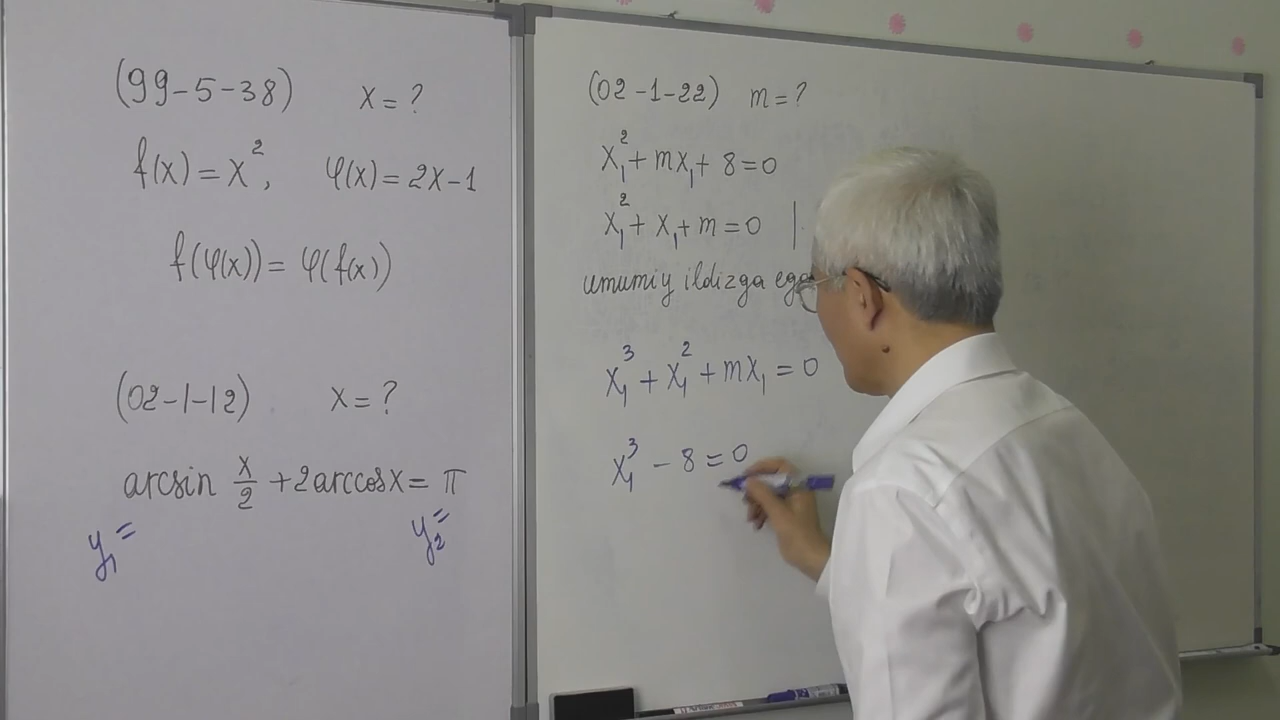 (99-5-38) x=?
f(x)=x², φ(x)=2x-1
f(φ(x))=φ(f(x))
(02-1-12) x=?
arcsin x/2 +2arccosx=π
y₁= y₂=
(02-1-22) m=?
x₁²+mx₁+8=0
x₁²+x₁+m=0 |·
umumiy ildizga ega
x₁³+x₁²+mx₁=0
x₁³-8=0